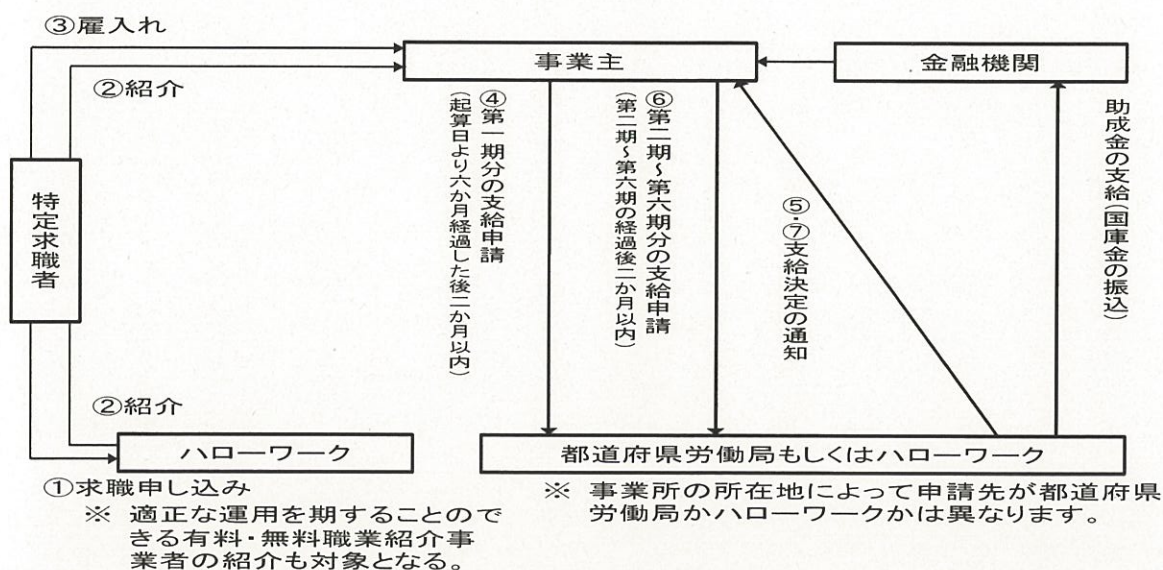 ③雇入れ
事業主
金融機関
②紹介
④第一期分の支給申請
（起算日より六か月経過した後二か月以内）
⑥第二期～第六期分の支給申請
（第二期～第六期の経過後二か月以内）
⑤・⑦支給決定の通知
助成金の支給（国庫金の振込）
特定求職者
②紹介
ハローワーク
都道府県労働局もしくはハローワーク
①求職申し込み
※ 適正な運用を期することので
きる有料・無料職業紹介事
業者の紹介も対象となる。
※ 事業所の所在地によって申請先が都道府県
労働局かハローワークかは異なります。